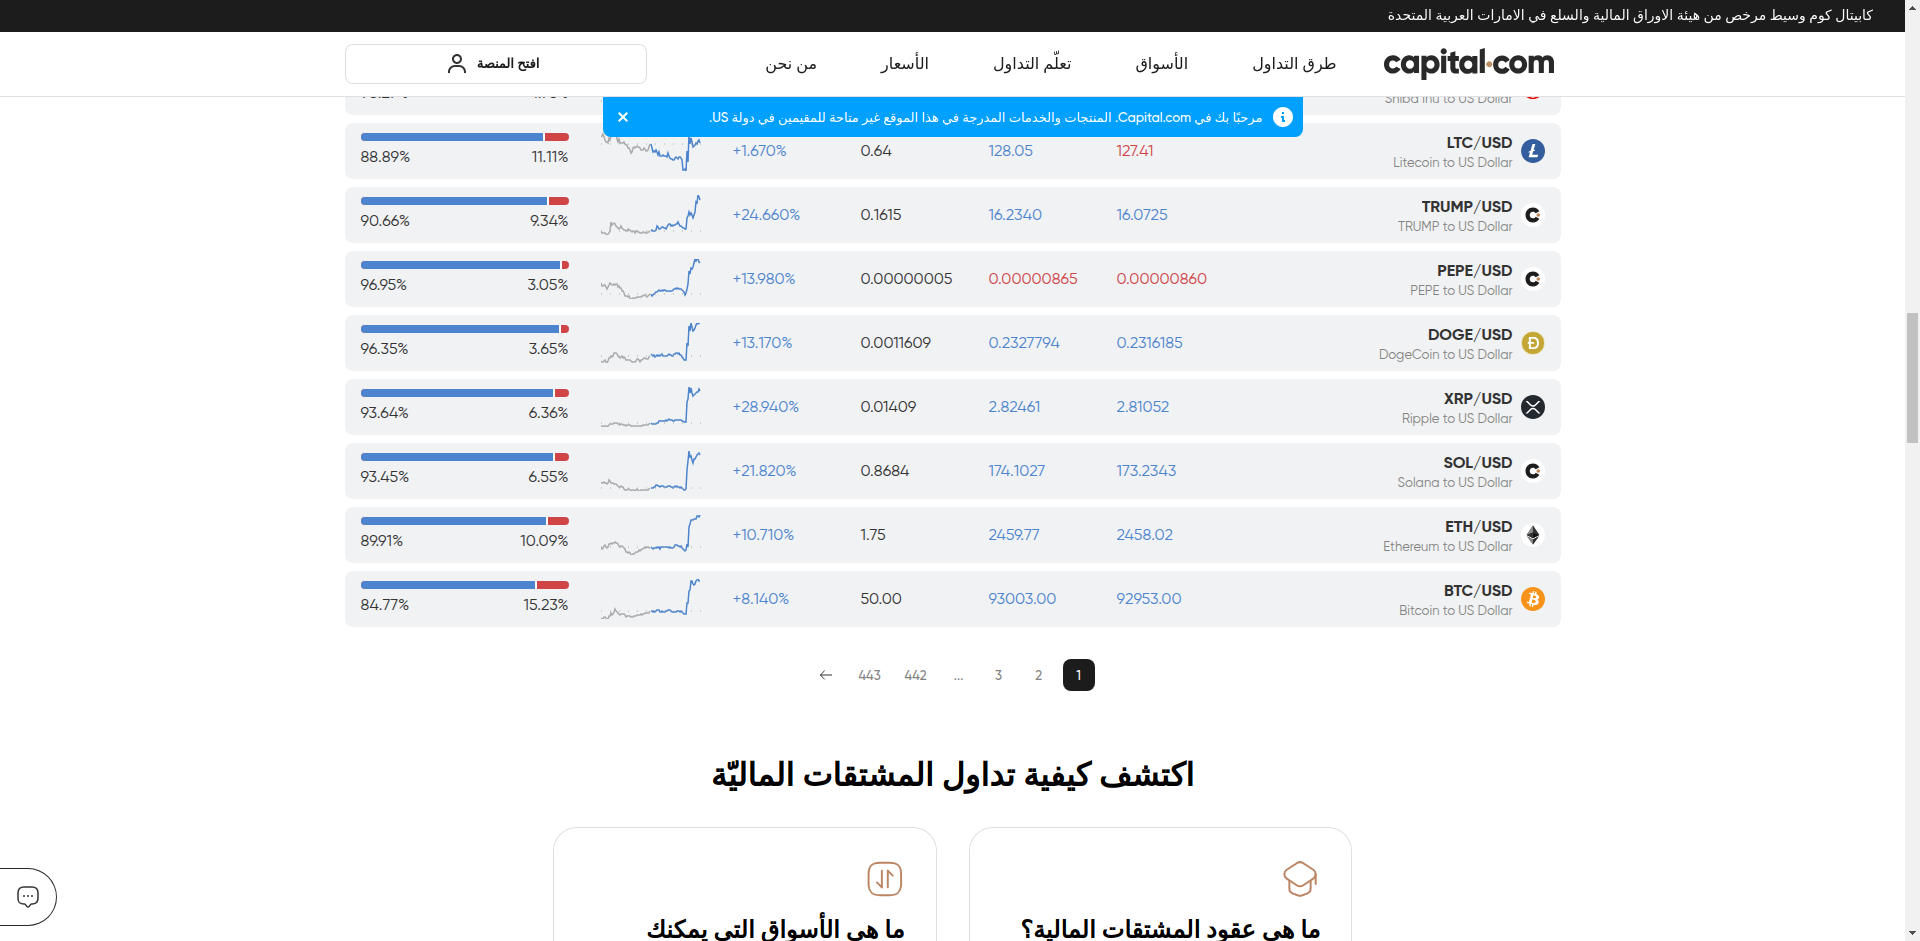 كابيتال كوم وسيط مرخص من هيئة الاوراق المالية والسلع في الامارات العربية المتحدة
capital.com
طرق التداول
الأسواق
تعلّم التداول
الأسعار
من نحن
افتح المنصة
مرحبًا بك في Capital.com. المنتجات والخدمات المدرجة في هذا الموقع غير متاحة للمقيمين في دولة US.
Shiba Inu to US Dollar
LTC/USD
Litecoin to US Dollar
127.41
128.05
0.64
+1.670%
11.11%
88.89%
TRUMP/USD
TRUMP to US Dollar
16.0725
16.2340
0.1615
+24.660%
9.34%
90.66%
PEPE/USD
PEPE to US Dollar
0.00000860
0.00000865
0.00000005
+13.980%
3.05%
96.95%
DOGE/USD
DogeCoin to US Dollar
0.2316185
0.2327794
0.0011609
+13.170%
3.65%
96.35%
XRP/USD
Ripple to US Dollar
2.81052
2.82461
0.01409
+28.940%
6.36%
93.64%
SOL/USD
Solana to US Dollar
173.2343
174.1027
0.8684
+21.820%
6.55%
93.45%
ETH/USD
Ethereum to US Dollar
2458.02
2459.77
1.75
+10.710%
10.09%
89.91%
BTC/USD
Bitcoin to US Dollar
92953.00
93003.00
50.00
+8.140%
15.23%
84.77%
1
2
3
...
442
443
اكتشف كيفية تداول المشتقات الماليّة
ما هي عقود المشتقات المالية؟
ما هي الأسواق التي يمكنك